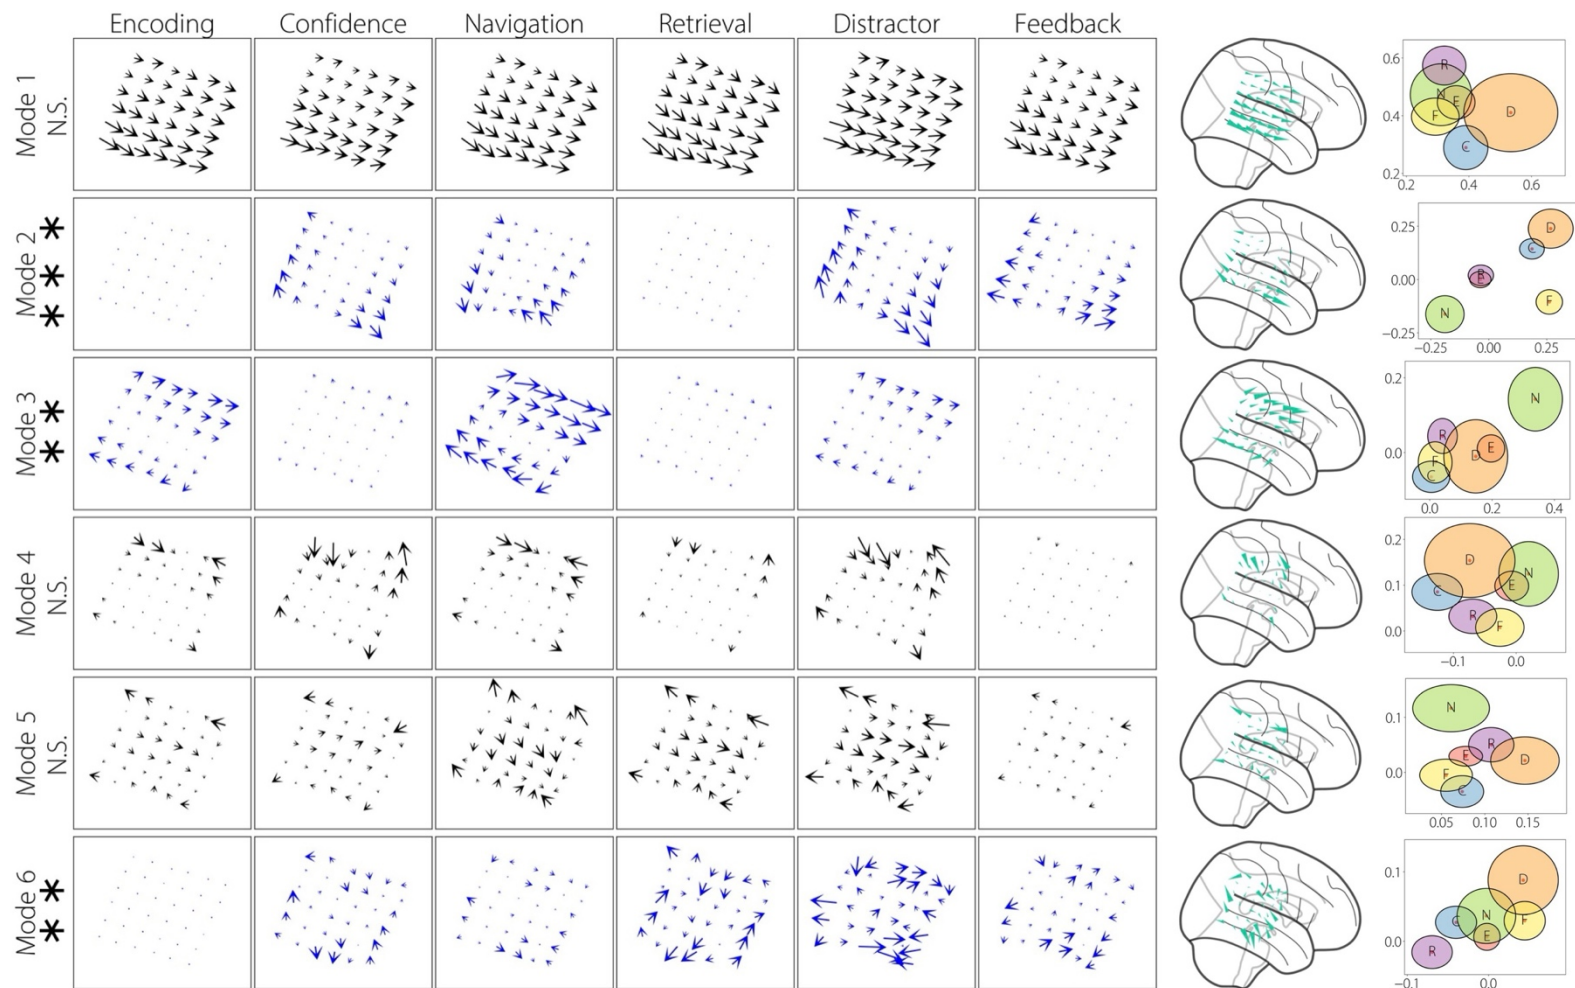 Encoding Confidence Navigation Retrieval Distractor Feedback
Mode 1
N.S.
0.6
0.4
0.2
0.2 0.4 0.6
R
N
E
F
D
C
Mode 2
***
0.25
0.00
−0.25
−0.25 0.00 0.25
D
C
R
E
F
N
Mode 3
**
0.2
0.0
0.0 0.2 0.4
N
R
E
D
F
C
Mode 4
N.S.
0.2
0.1
0.0
−0.1 0.0
D
N
E
C
R
F
Mode 5
N.S.
0.1
0.0
0.05 0.10 0.15
N
R
E
D
F
C
Mode 6
**
0.1
0.0
−0.1 0.0
D
N
C
F
E
R